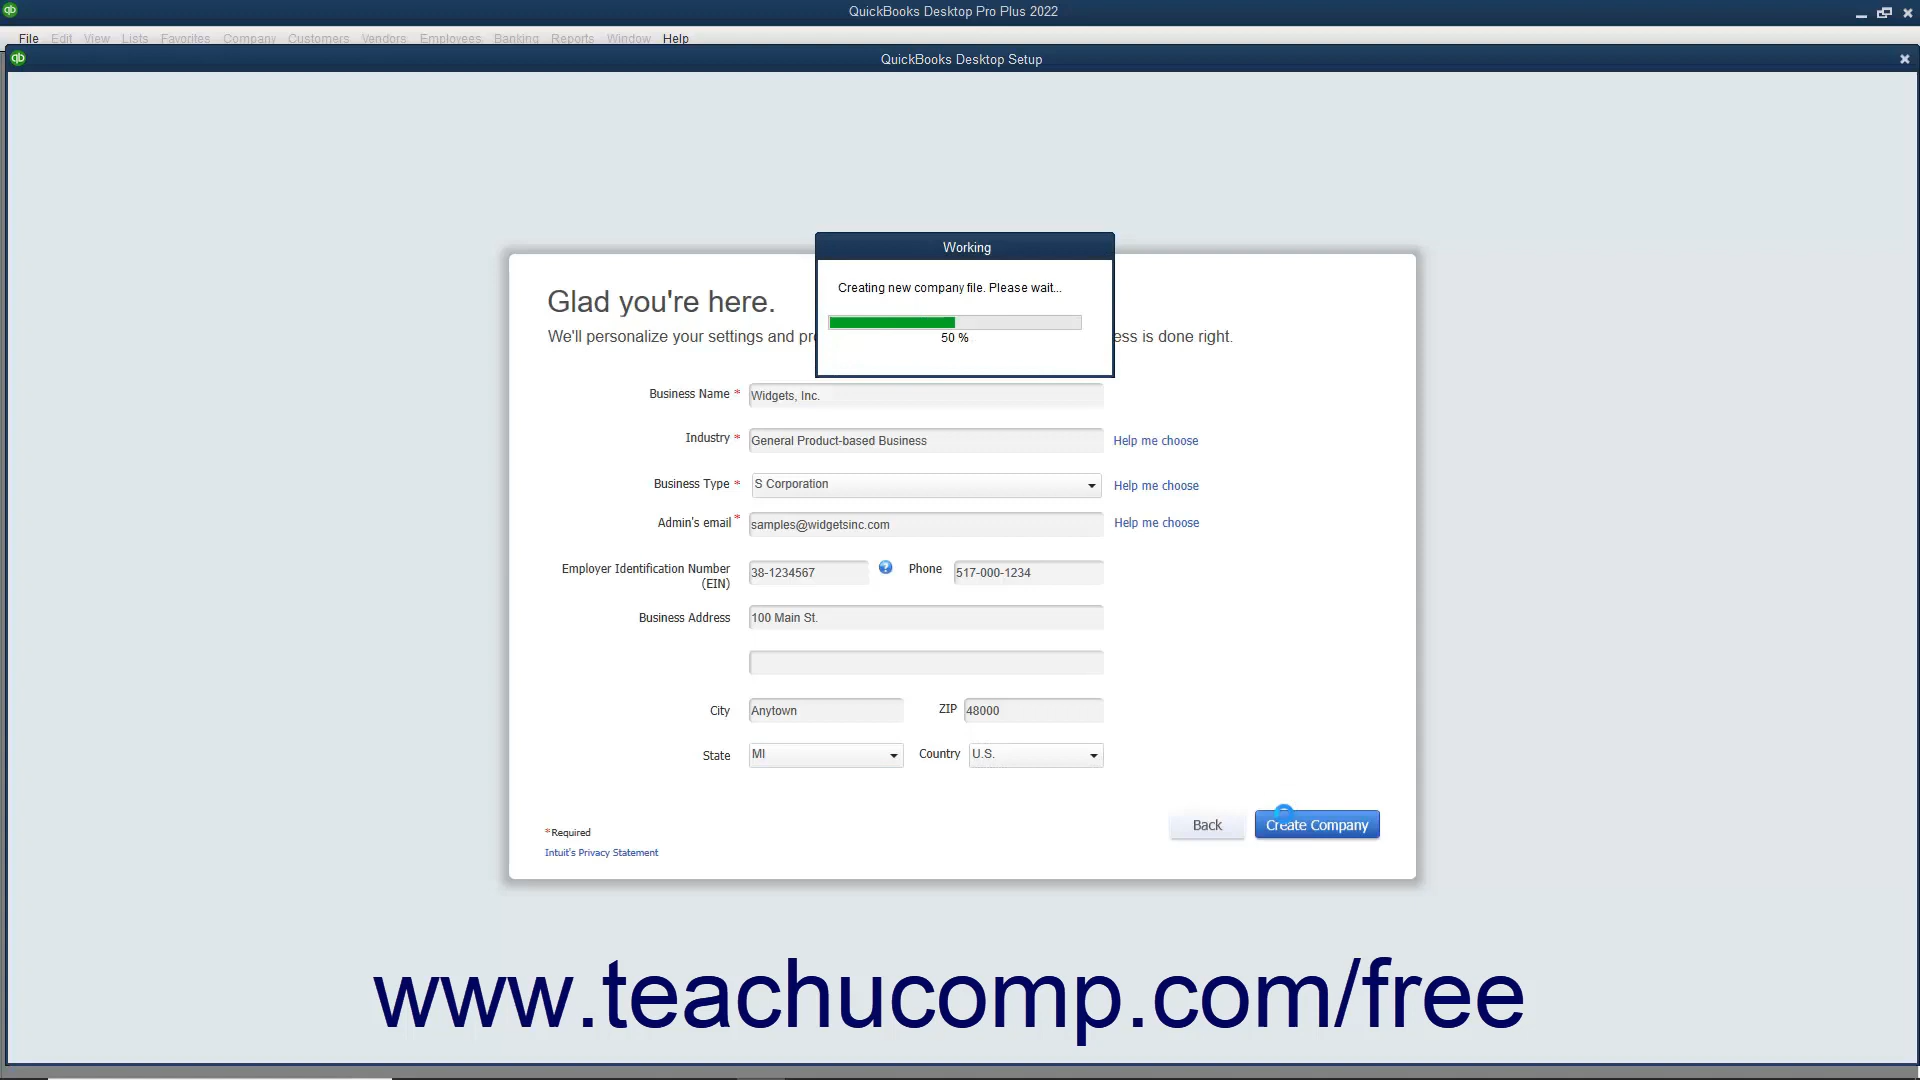 QuickBooks Desktop Pro Plus 2022
File Edit View Lists Favorites Company Customers Vendors Employees Banking Reports Window Help
qb QuickBooks Desktop Setup
Working
Creating new company file. Please wait...
50 %
Glad you're here.
We'll personalize your settings and pr ess is done right.
Business Name * Widgets, Inc.
Industry * General Product-based Business Help me choose
Business Type * S Corporation Help me choose
Admin's email * samples@widgetsinc.com Help me choose
Employer Identification Number (EIN) 38-1234567 ? Phone 517-000-1234
Business Address 100 Main St.
City Anytown ZIP 48000
State MI Country U.S.
*Required
Back Create Company
Intuit's Privacy Statement
www.teachucomp.com/free